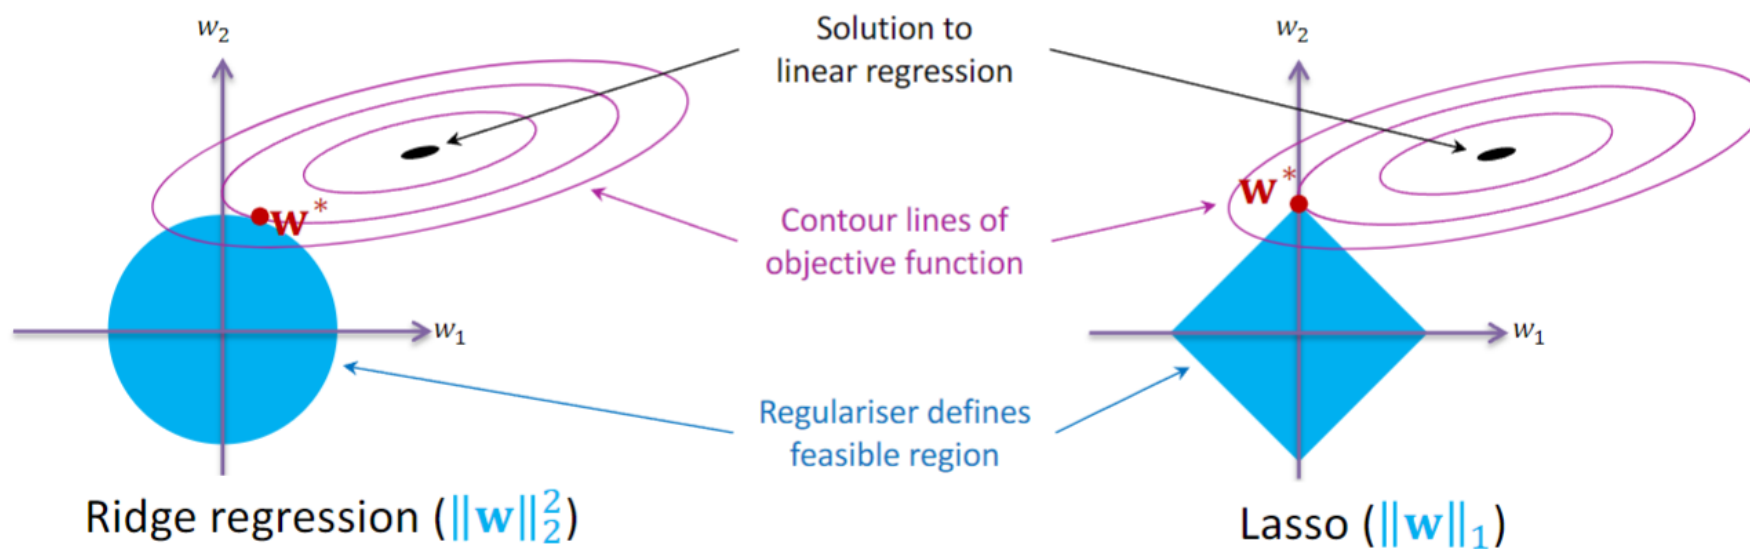 w₂
Solution to
linear regression
w₂
w*
w*
Contour lines of
objective function
w₁
w₁
Regulariser defines
feasible region
Ridge regression (‖w‖₂²)
Lasso (‖w‖₁)